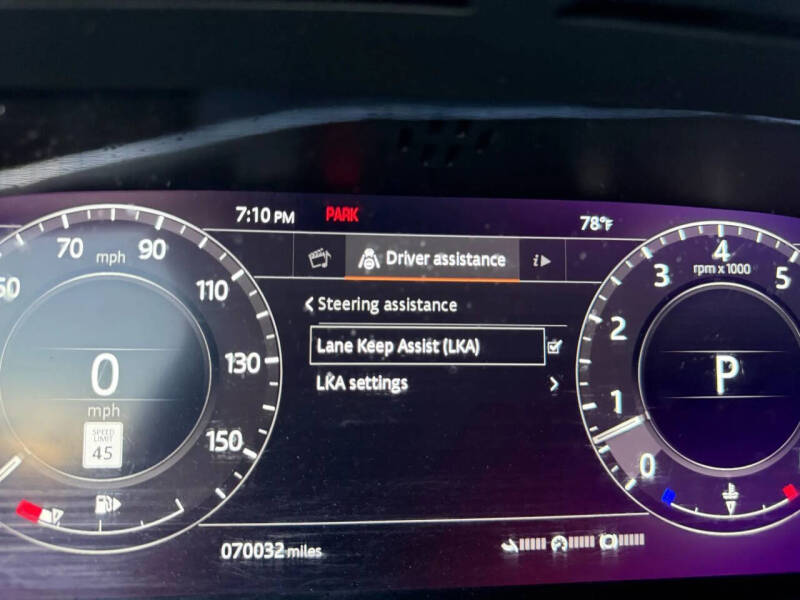 7:10 PM PARK 78°F
Driver assistance
i
Steering assistance
Lane Keep Assist (LKA)
LKA settings
70 mph 90
110
130
150
0
mph
SPEED
LIMIT
45
4
rpm x 1000
3
5
2
1
0
P
070032 miles